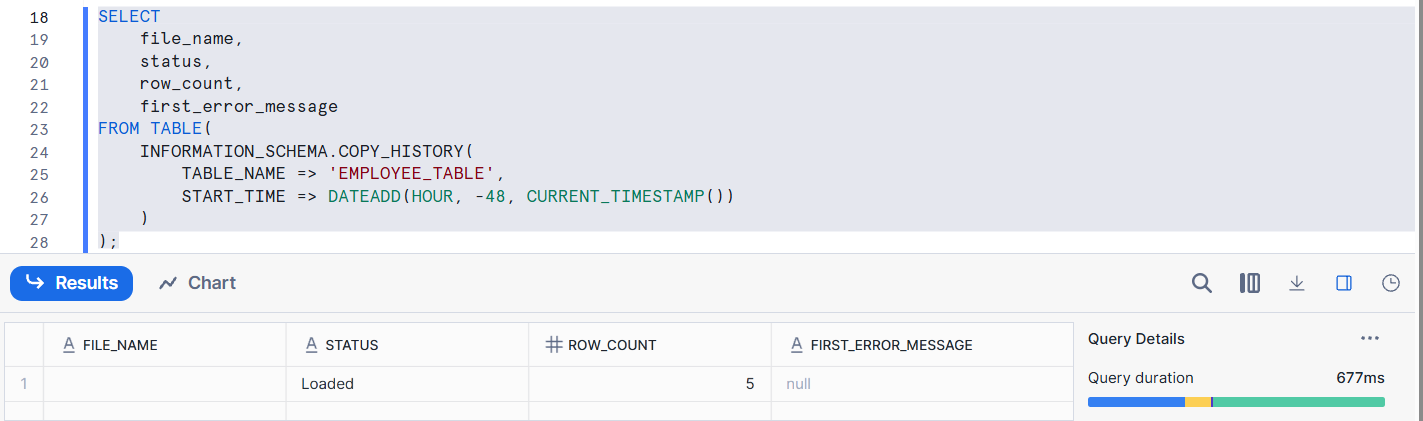 18 SELECT
19     file_name,
20     status,
21     row_count,
22     first_error_message
23 FROM TABLE(
24     INFORMATION_SCHEMA.COPY_HISTORY(
25         TABLE_NAME => 'EMPLOYEE_TABLE',
26         START_TIME => DATEADD(HOUR, -48, CURRENT_TIMESTAMP())
27     )
28 );
Results Chart
A FILE_NAME A STATUS # ROW_COUNT A FIRST_ERROR_MESSAGE
1 Loaded 5 null
Query Details ...
Query duration 677ms